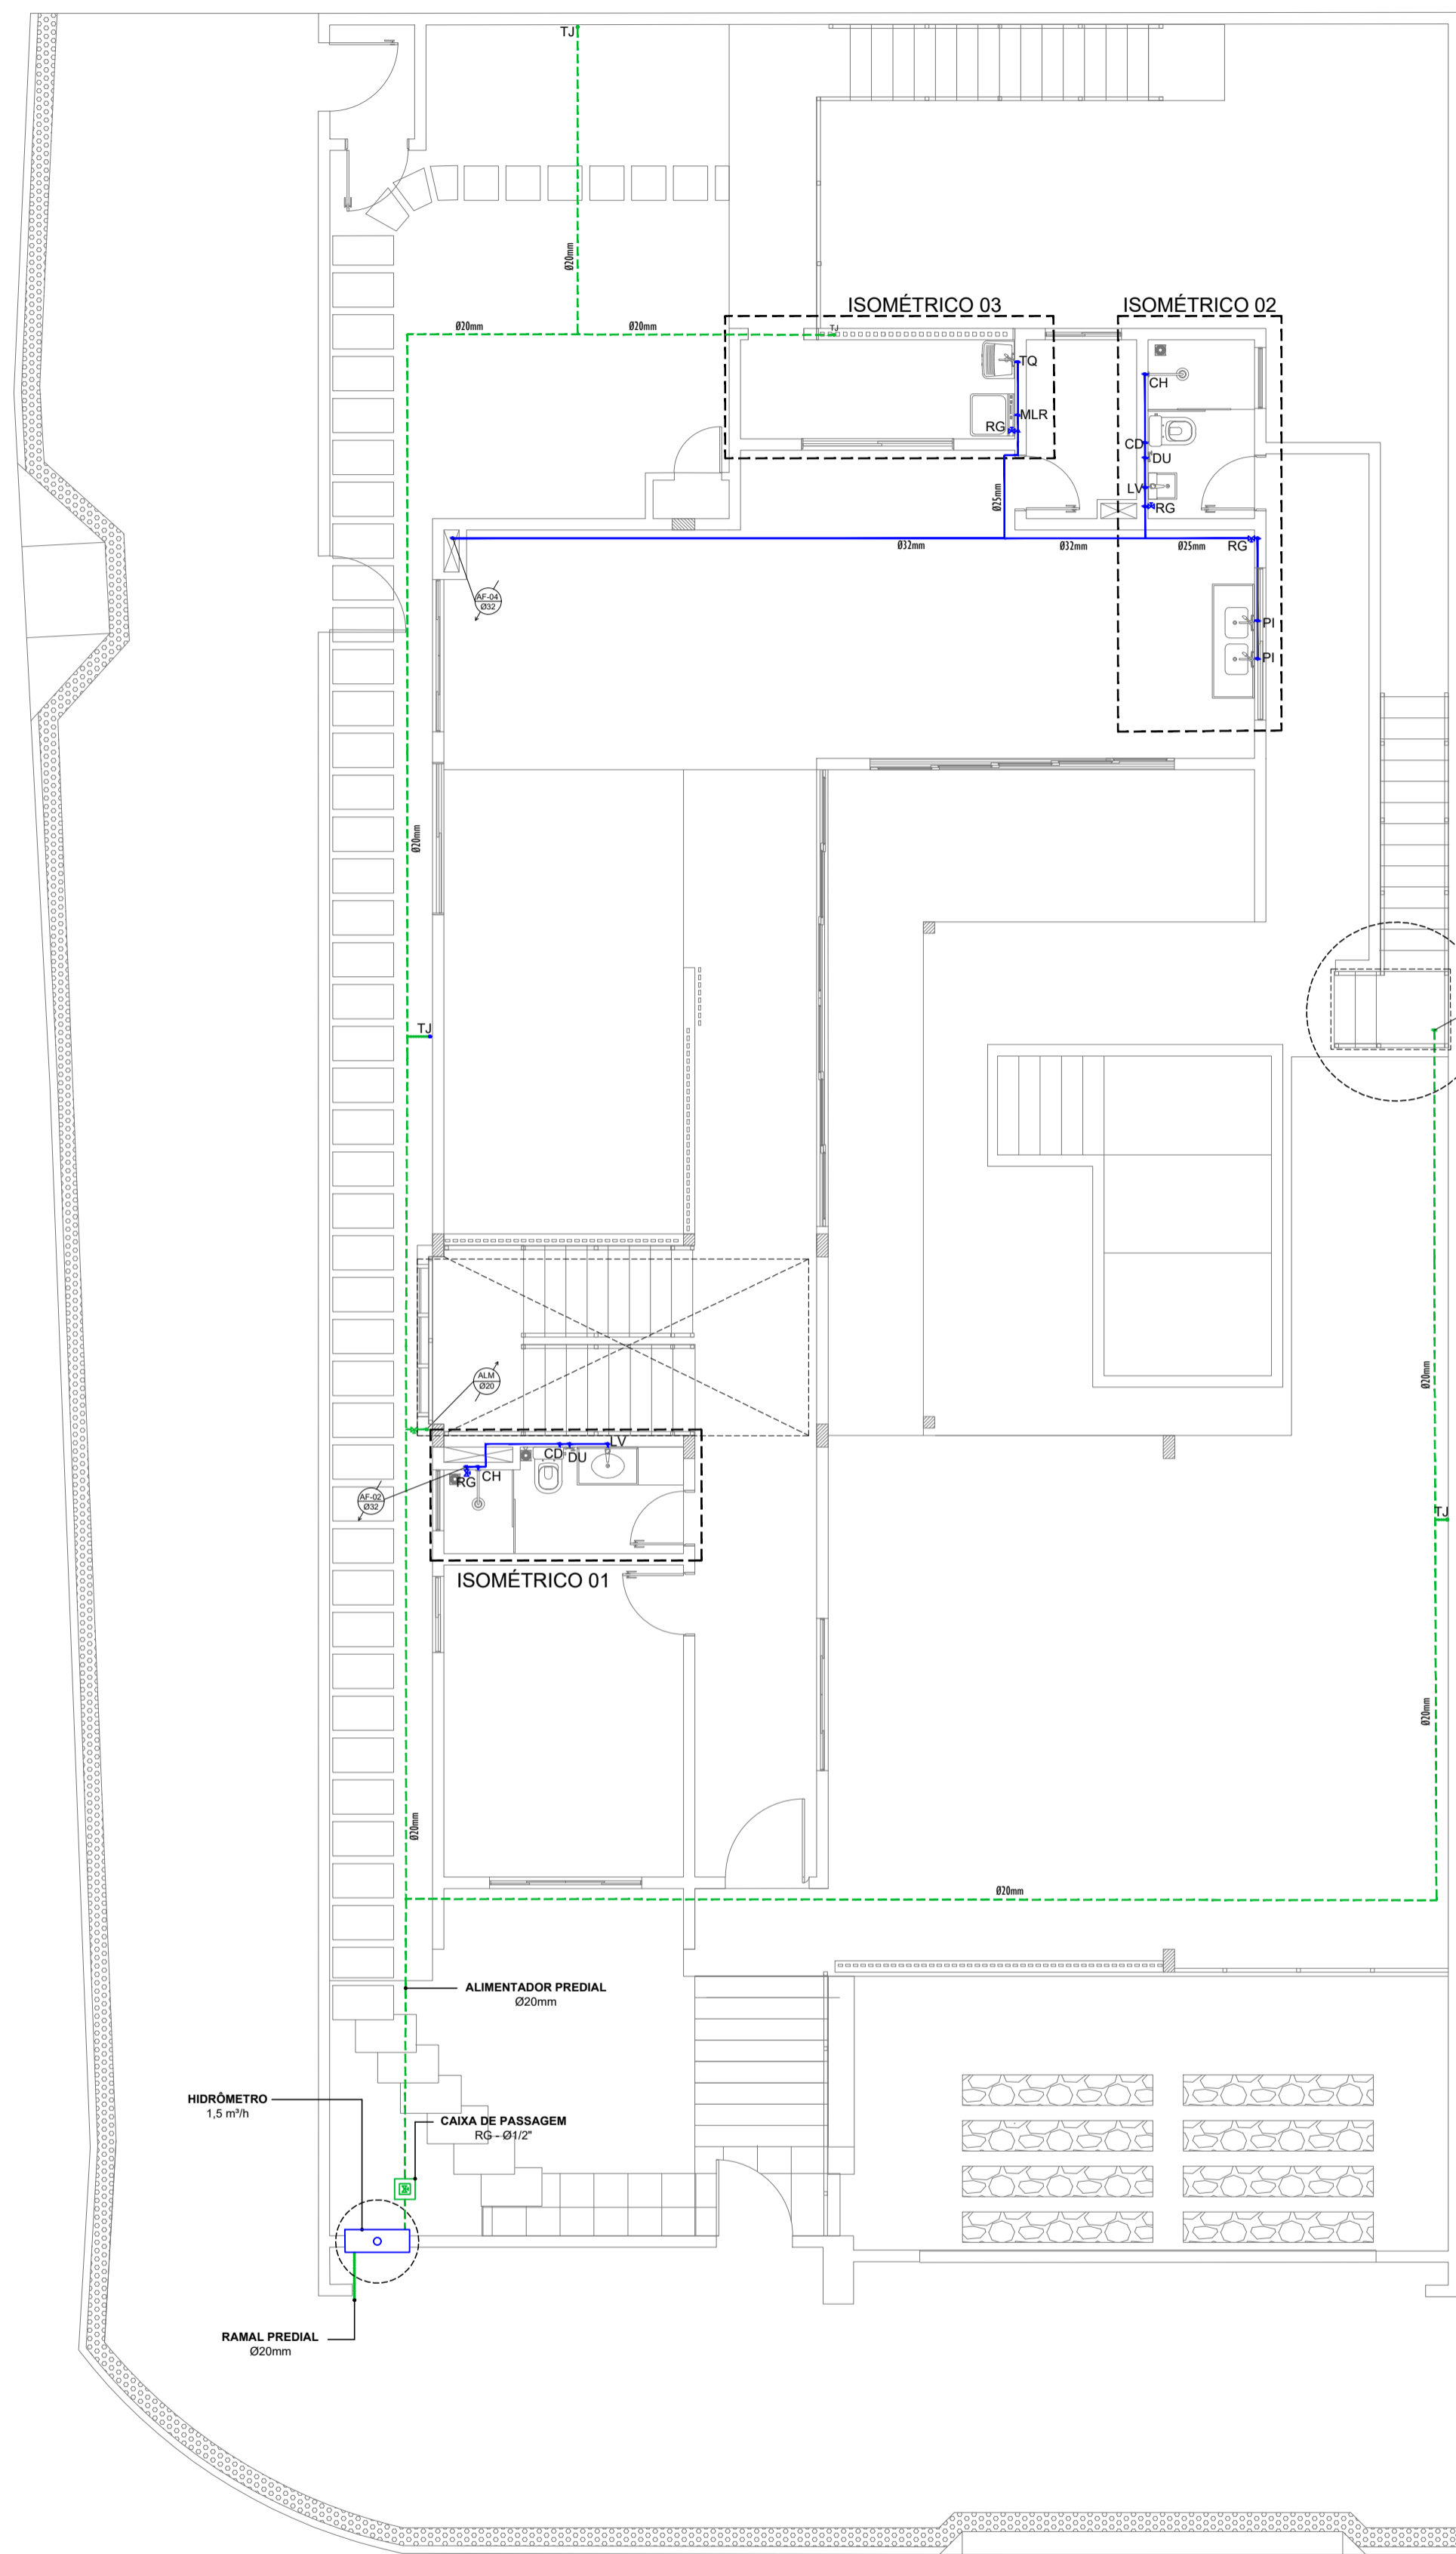 TJ
Ø20mm
ISOMÉTRICO 03
ISOMÉTRICO 02
Ø20mm
Ø20mm
TJ
TQ
CH
MLR
RG
CD
DU
LV
RG
Ø25mm
Ø32mm
Ø32mm
Ø25mm
RG
AF-04
Ø32
PI
PI
Ø20mm
TJ
ALM
Ø20
Ø20mm
LV
CD
DU
CH
RG
AF-02
Ø32
TJ
ISOMÉTRICO 01
Ø20mm
Ø20mm
Ø20mm
ALIMENTADOR PREDIAL
Ø20mm
HIDRÔMETRO
1,5 m³/h
CAIXA DE PASSAGEM
RG - Ø1/2"
RAMAL PREDIAL
Ø20mm